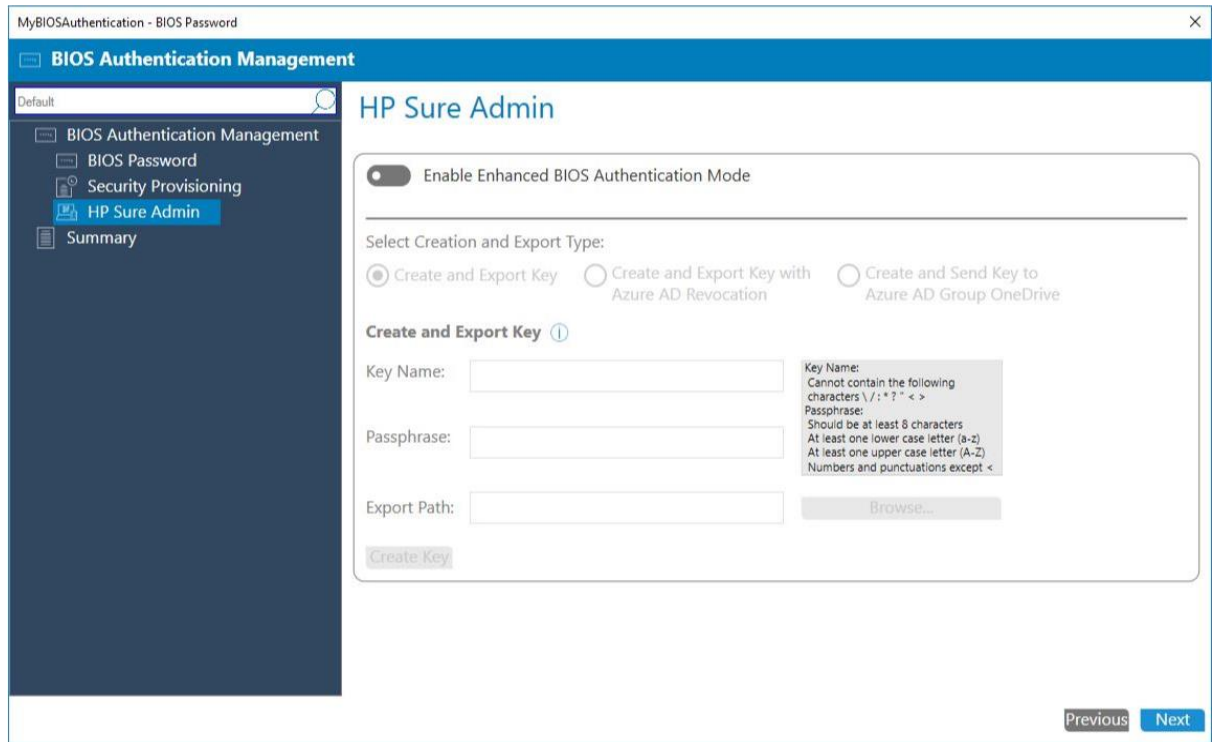 MyBIOSAuthentication - BIOS Password
BIOS Authentication Management
Default
BIOS Authentication Management
BIOS Password
Security Provisioning
HP Sure Admin
Summary
HP Sure Admin
Enable Enhanced BIOS Authentication Mode
Select Creation and Export Type:
Create and Export Key
Create and Export Key with
Azure AD Revocation
Create and Send Key to
Azure AD Group OneDrive
Create and Export Key
Key Name:
Key Name:
Cannot contain the following
characters \ / : * ? " < >
Passphrase:
Should be at least 8 characters
At least one lower case letter (a-z)
At least one upper case letter (A-Z)
Numbers and punctuations except <
Passphrase:
Export Path:
Browse...
Create Key
Previous
Next